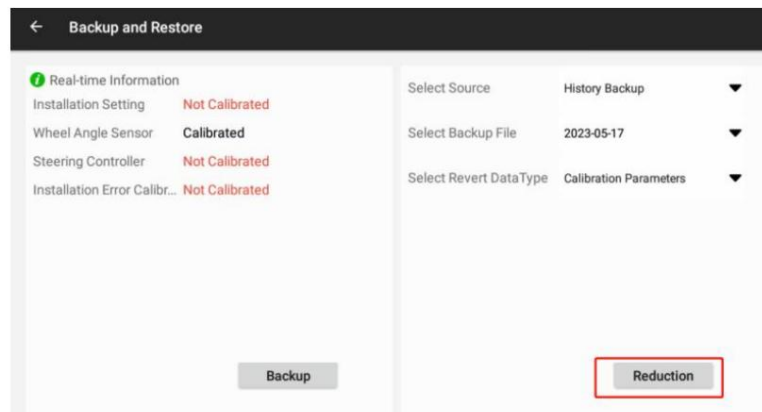 ← Backup and Restore
Real-time Information
Installation Setting Not Calibrated
Wheel Angle Sensor Calibrated
Steering Controller Not Calibrated
Installation Error Calibr... Not Calibrated
Backup
Select Source History Backup
Select Backup File 2023-05-17
Select Revert DataType Calibration Parameters
Reduction